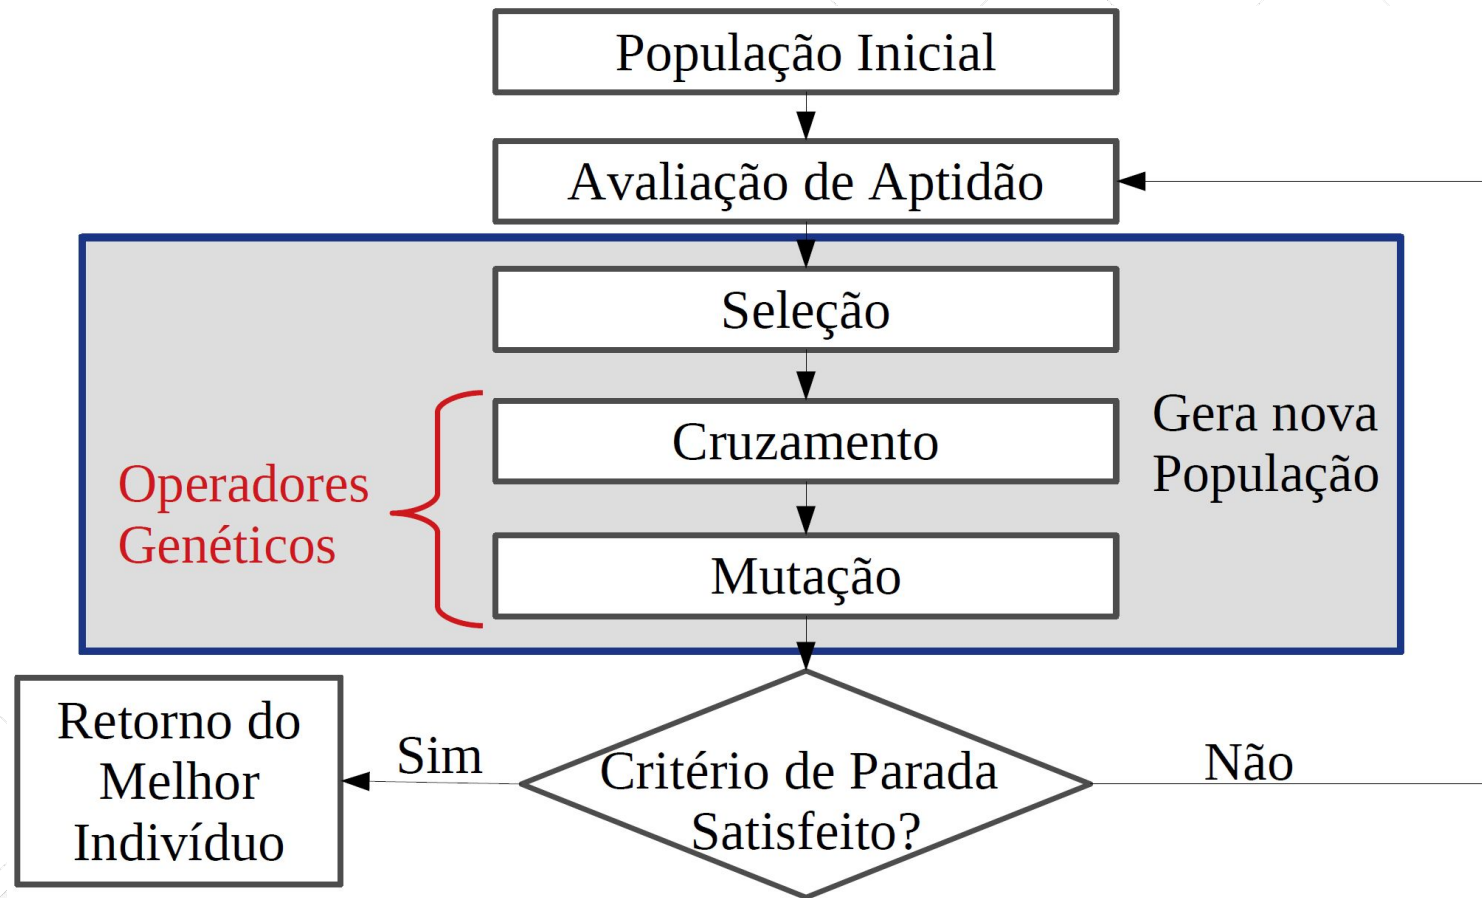 População Inicial
Avaliação de Aptidão
Seleção
Cruzamento
Gera nova
População
Operadores
Genéticos
Mutação
Retorno do
Melhor
Indivíduo
Sim
Critério de Parada
Satisfeito?
Não